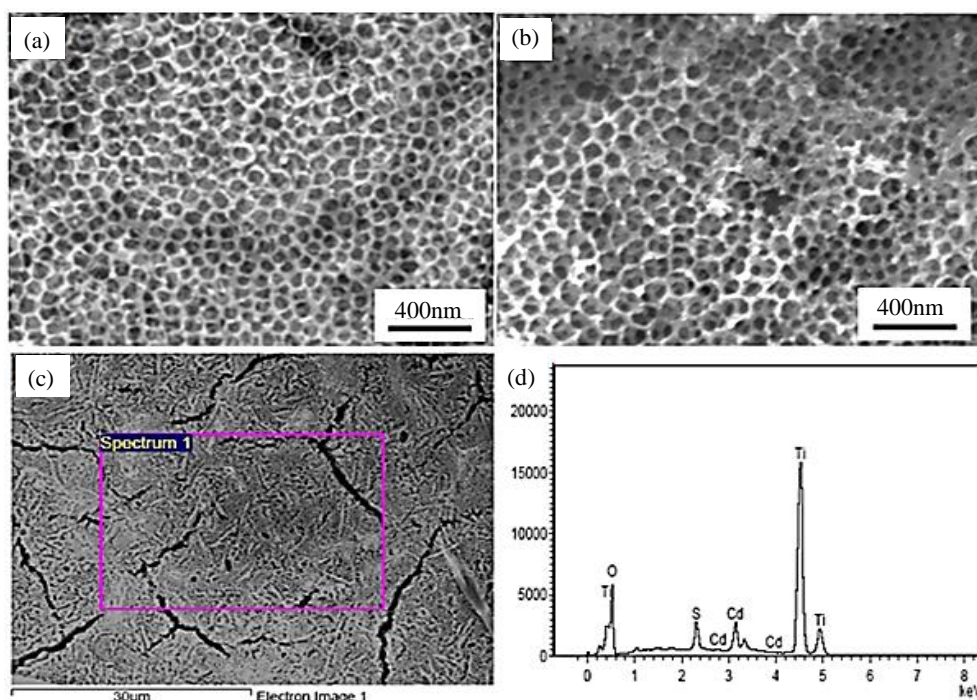 (a)
400nm
(b)
400nm
(c)
Spectrum 1
30µm
Electron Image 1
(d)
20000
15000
10000
5000
0
Ti
O
S
Cd
Cd
Cd
Ti
Ti
0 1 2 3 4 5 6 7 8